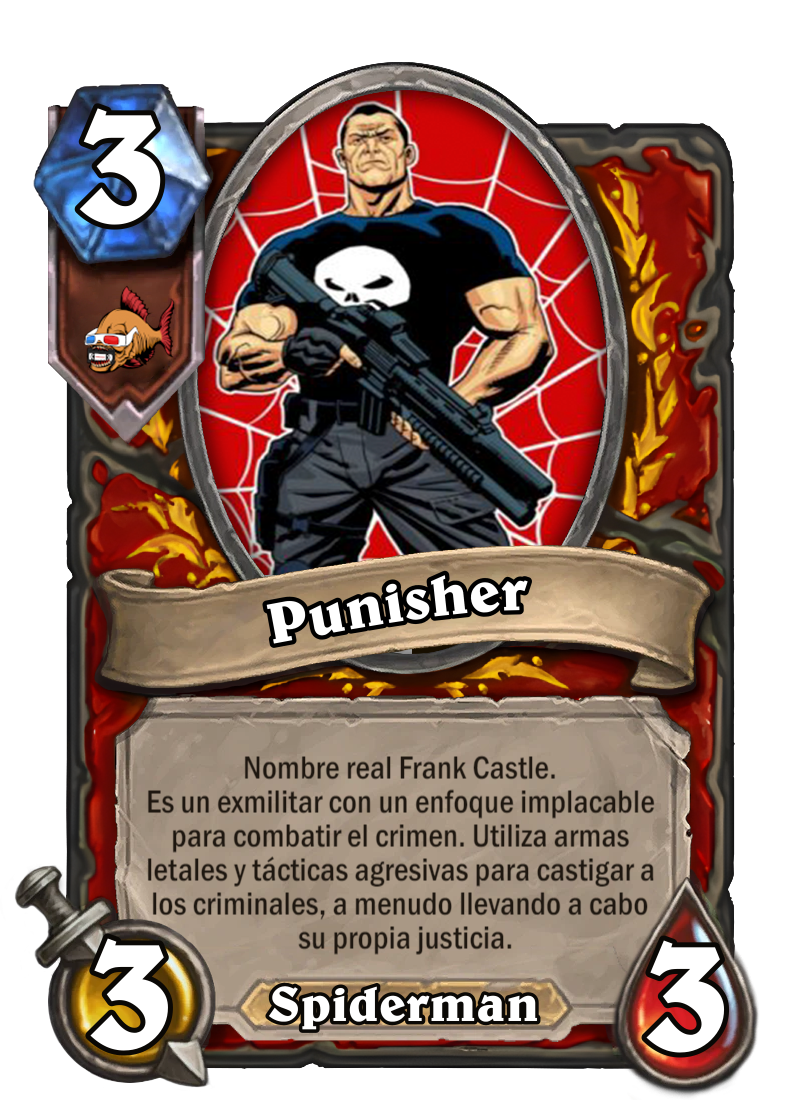 3
Punisher
Nombre real Frank Castle.
Es un exmilitar con un enfoque implacable
para combatir el crimen. Utiliza armas
letales y tácticas agresivas para castigar a
los criminales, a menudo llevando a cabo
su propia justicia.
Spiderman
3
3